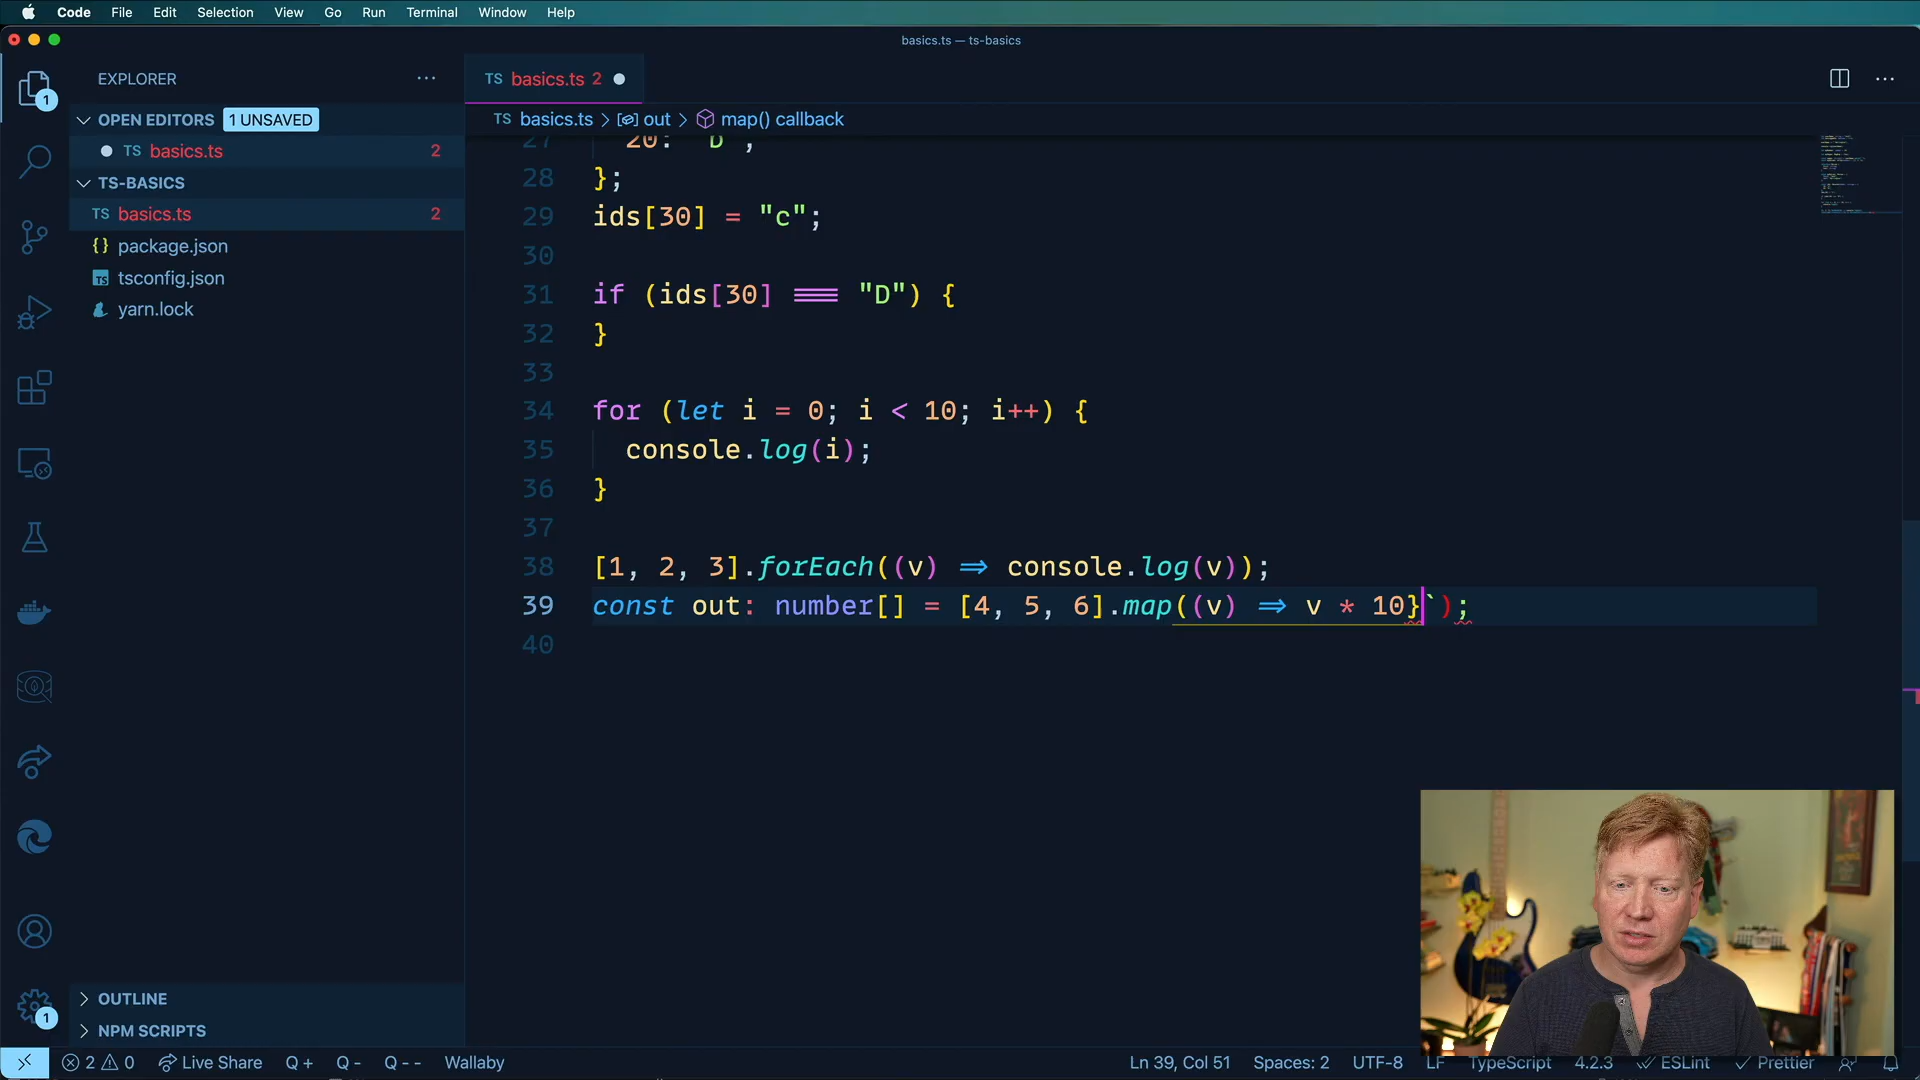 Code File Edit Selection View Go Run Terminal Window Help
basics.ts — ts-basics
EXPLORER ···
TS basics.ts 2
1
OPEN EDITORS 1 UNSAVED
TS basics.ts > out > map() callback
TS basics.ts 2
TS-BASICS
TS basics.ts 2
{} package.json
TS tsconfig.json
yarn.lock
27 20: "D",
28 };
29 ids[30] = "c";
30
31 if (ids[30] === "D") {
32 }
33
34 for (let i = 0; i < 10; i++) {
35 console.log(i);
36 }
37
38 [1, 2, 3].forEach((v) => console.log(v));
39 const out: number[] = [4, 5, 6].map((v) => v * 10}`);
40
OUTLINE
1
NPM SCRIPTS
2 0 Live Share Q + Q - Q - - Wallaby Ln 39, Col 51 Spaces: 2 UTF-8 LF TypeScript 4.2.3 ESLint Prettier